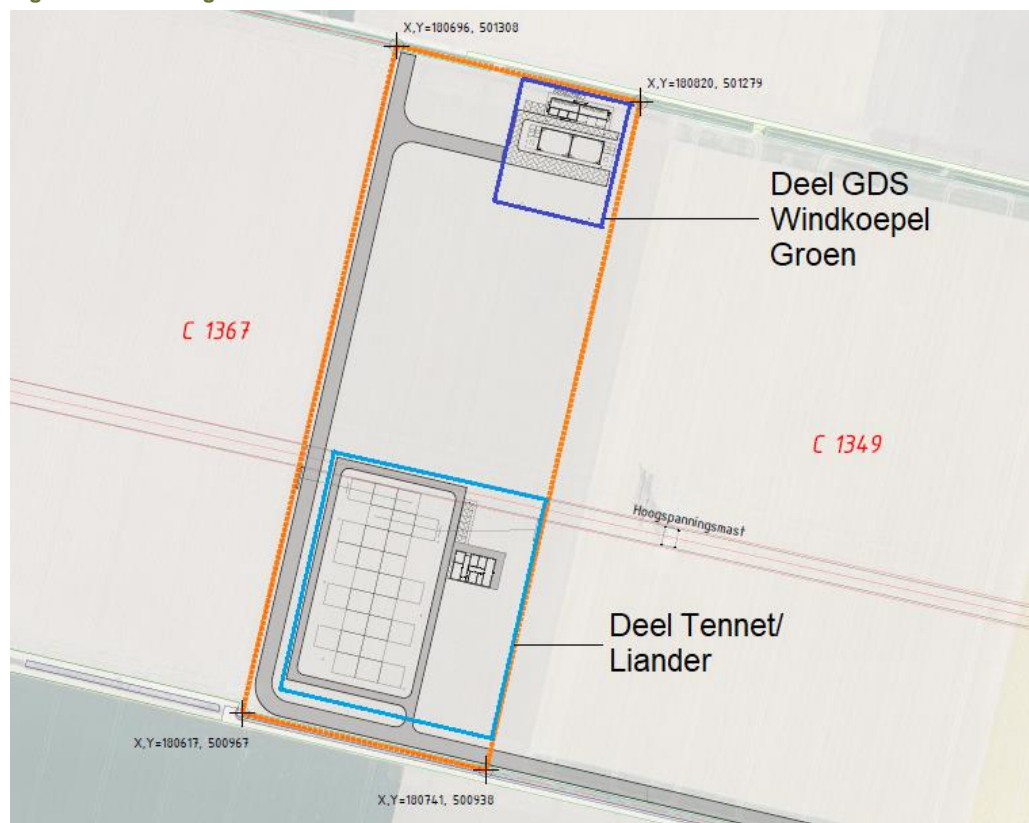 X,Y=180696, 501308
X,Y=180820, 501279
Deel GDS
Windkoepel
Groen
C 1367
C 1349
Hoogspanningsmast
Deel Tennet/
Liander
X,Y=180617, 500967
X,Y=180741, 500938